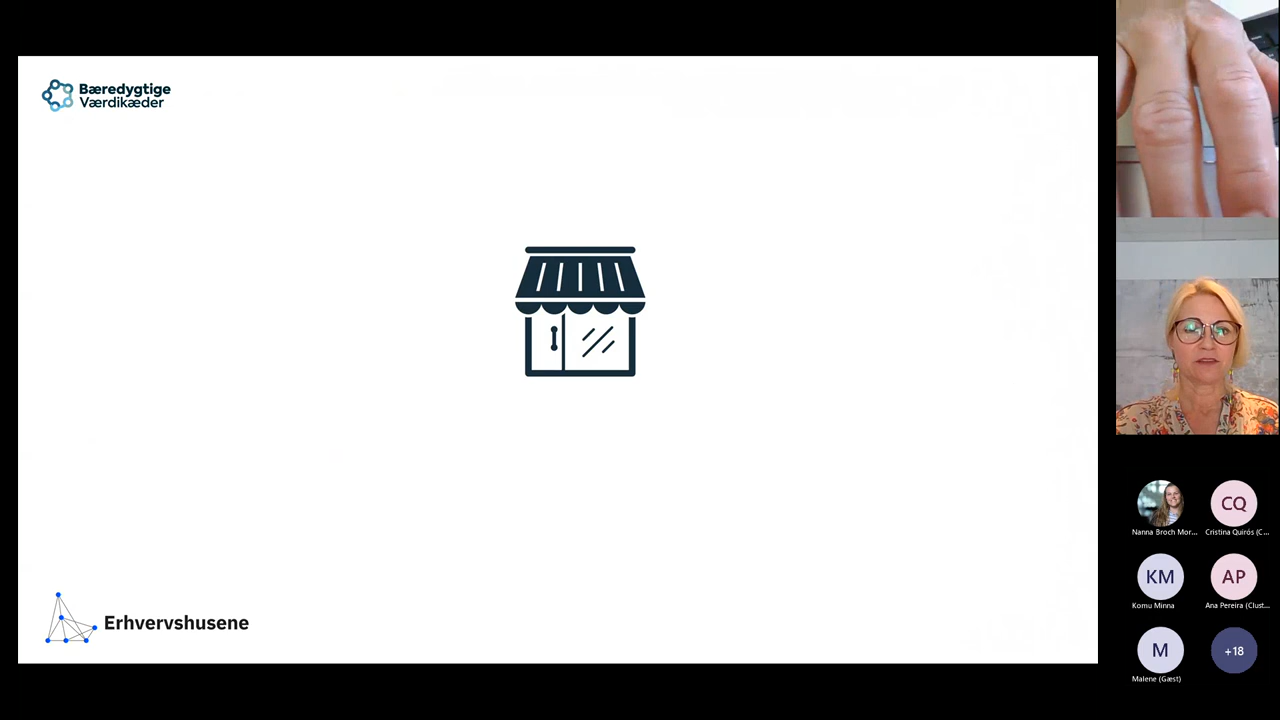 Bæredygtige
Værdikæder
Erhvervshusene
Nanna Broch Mor...
CQ
Cristina Quirós (C...
KM
Komu Minna
AP
Ana Pereira (Clust...
M
Malene (Gæst)
+18